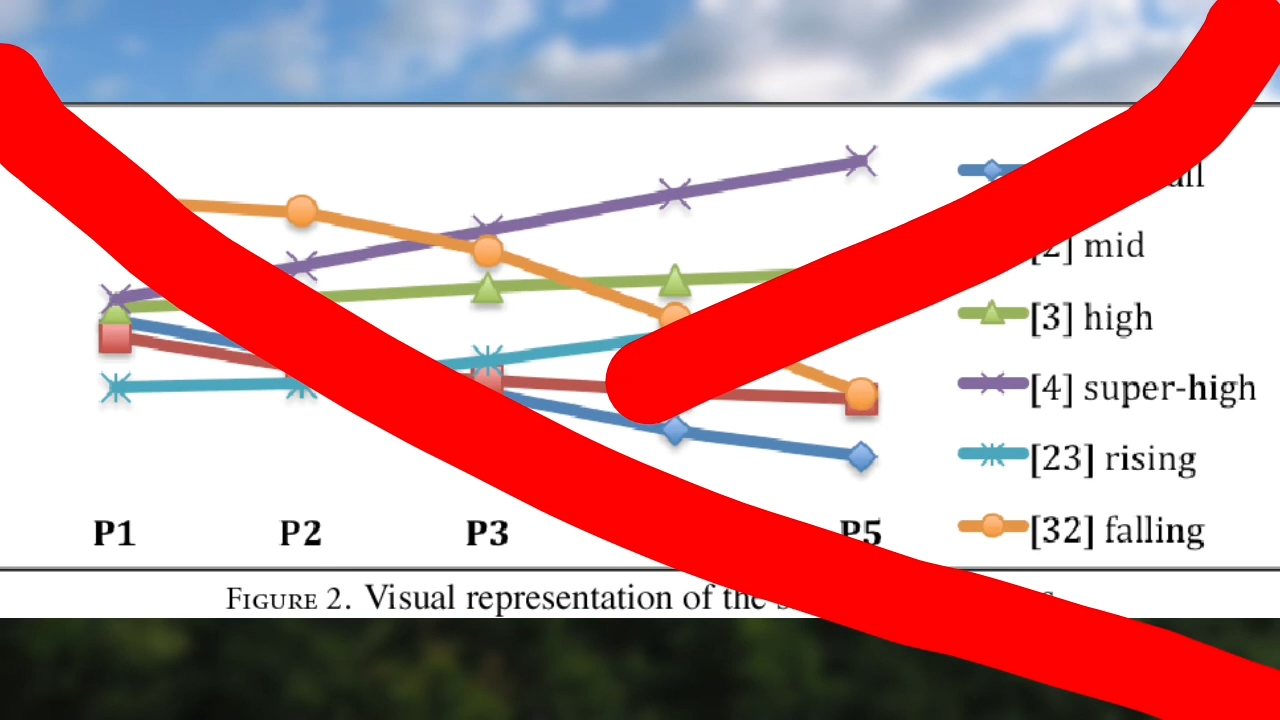 [2] mid
[3] high
[4] super-high
[23] rising
[32] falling
P1 P2 P3 P5
FIGURE 2. Visual representation of the